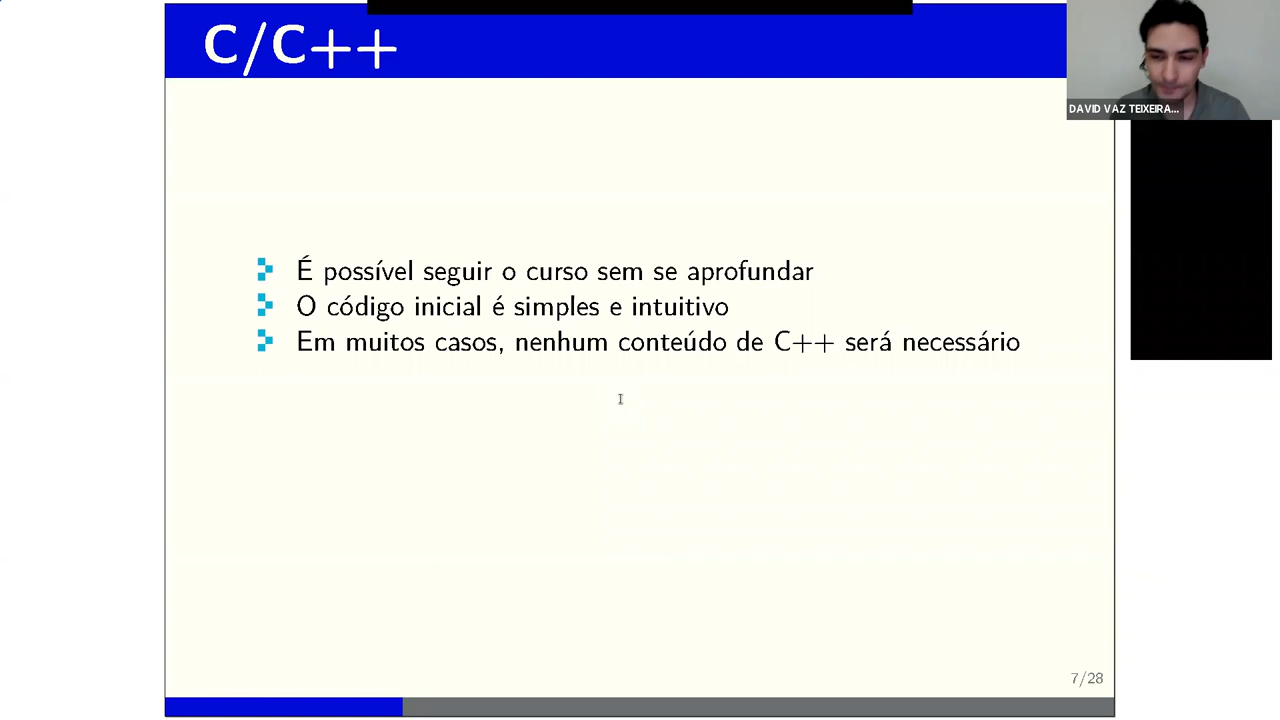 C/C++
DAVID VAZ TEIXEIRA...
É possível seguir o curso sem se aprofundar
O código inicial é simples e intuitivo
Em muitos casos, nenhum conteúdo de C++ será necessário
7/28